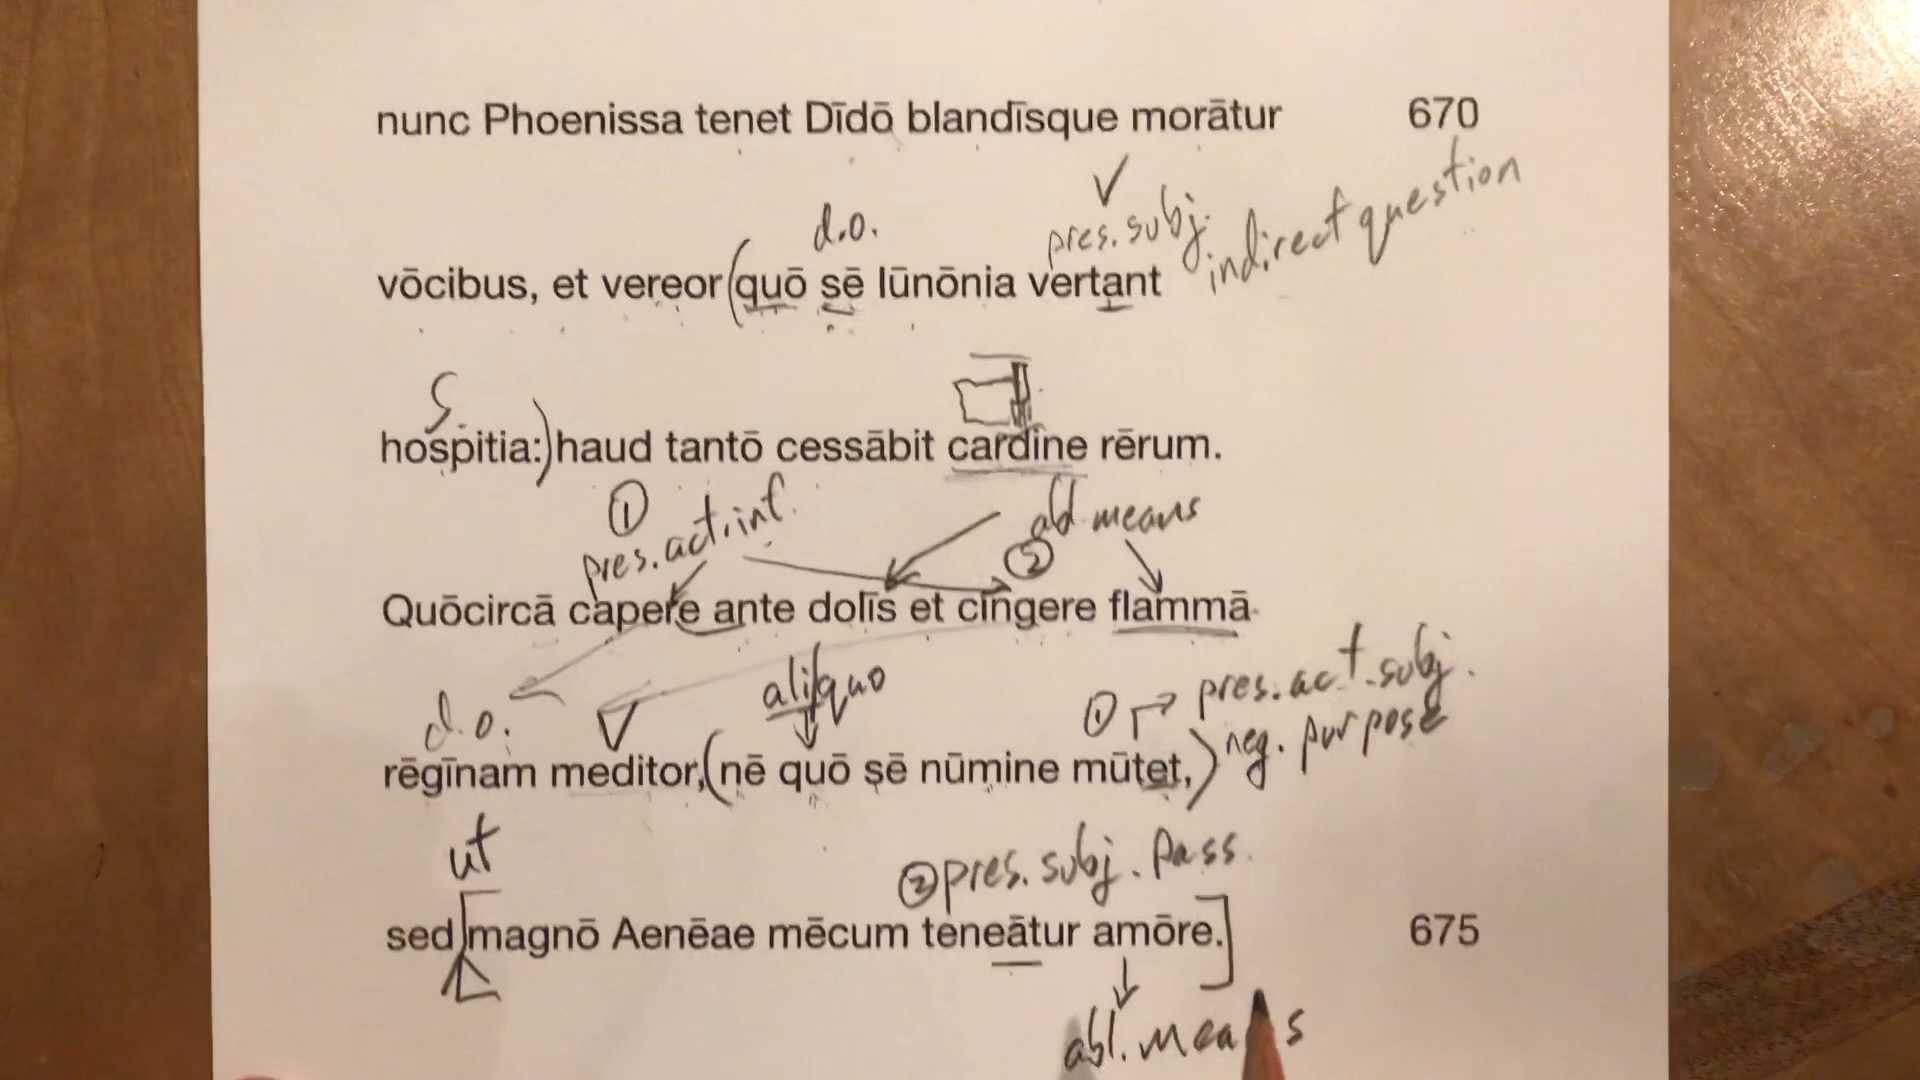 nunc Phoenissa tenet Dīdō blandīsque morātur 670
✓
d.o. pres. subj. indirect question
vōcibus, et vereor (quō sē Iūnōnia vertant
S
hospitia:) haud tantō cessābit cardine rērum.
① pres. act. inf. abl. means
②
Quōcircā capere ante dolīs et cingere flammā
d.o. V aliquo ① → pres. act. subj.
neg. purpose
rēgīnam meditor, (nē quō sē nūmine mūtet,)
ut ② pres. subj. pass.
sed [magnō Aenēae mēcum teneātur amōre.] 675
abl. means